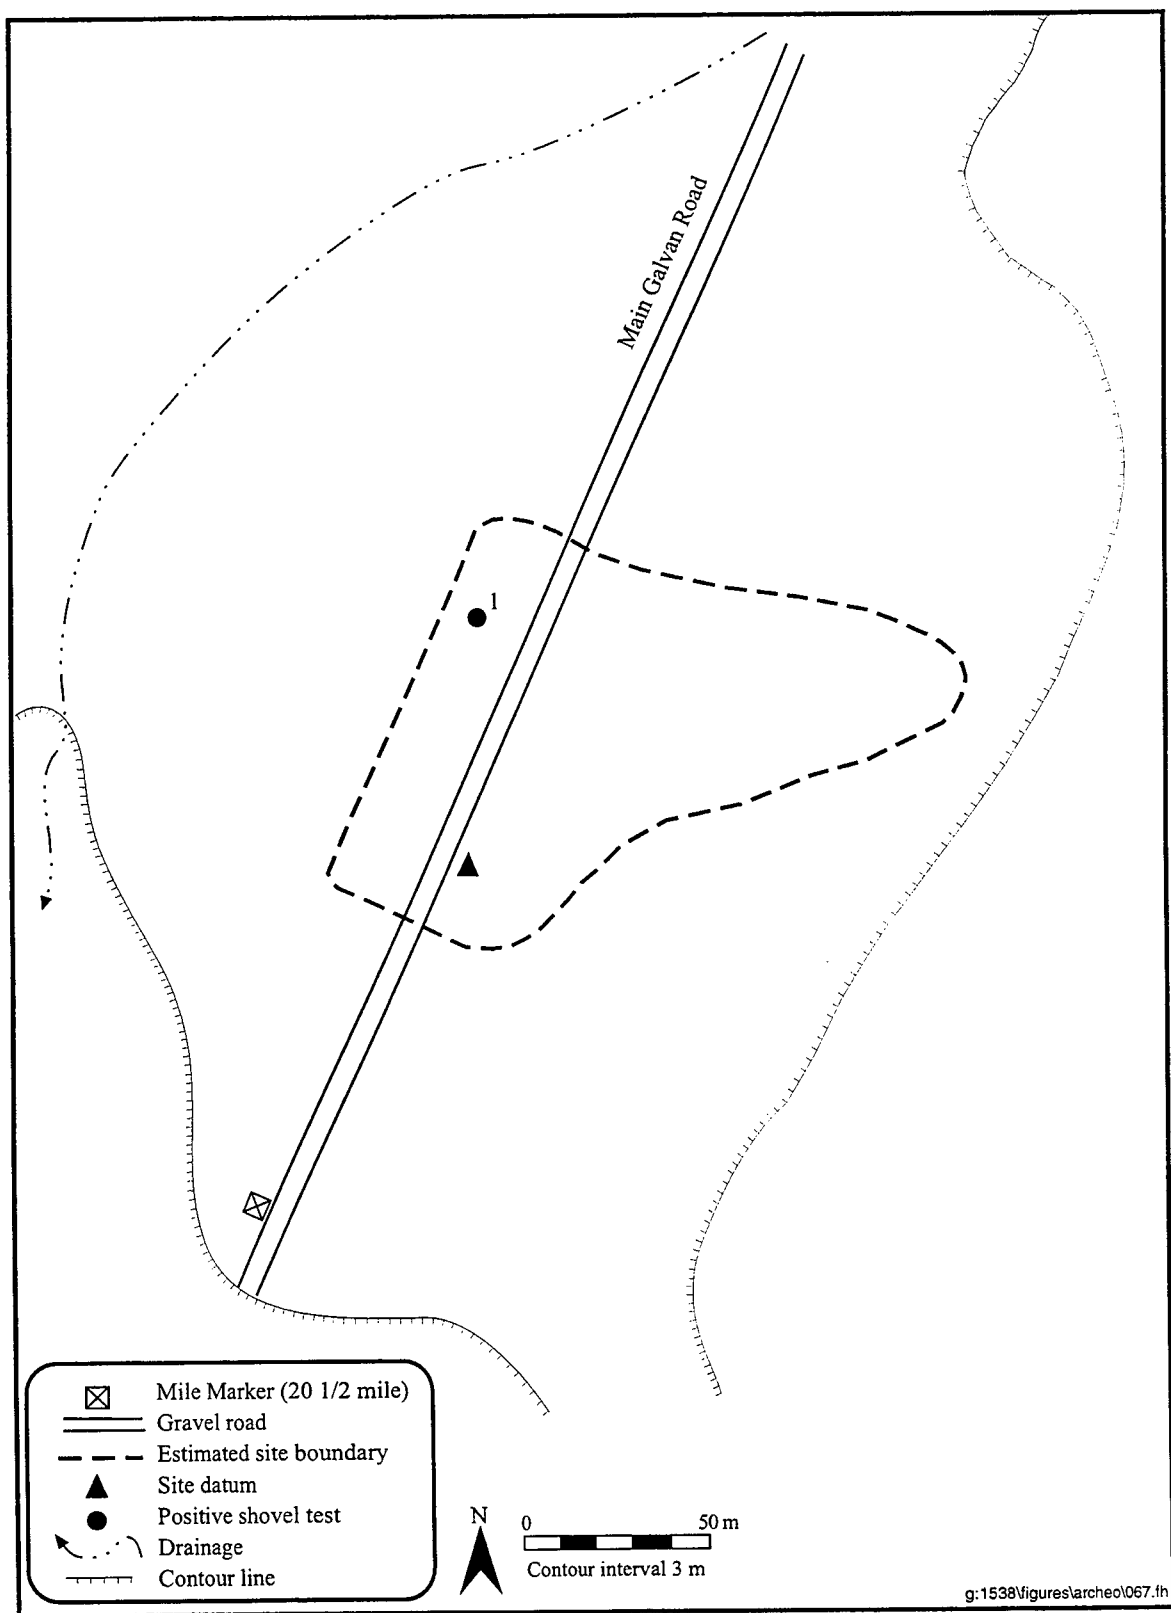 Main Galvan Road
1
Mile Marker (20 1/2 mile)
Gravel road
Estimated site boundary
Site datum
Positive shovel test
Drainage
Contour line
N
0 50 m
Contour interval 3 m
g:1538\figures\archeo\067.fh